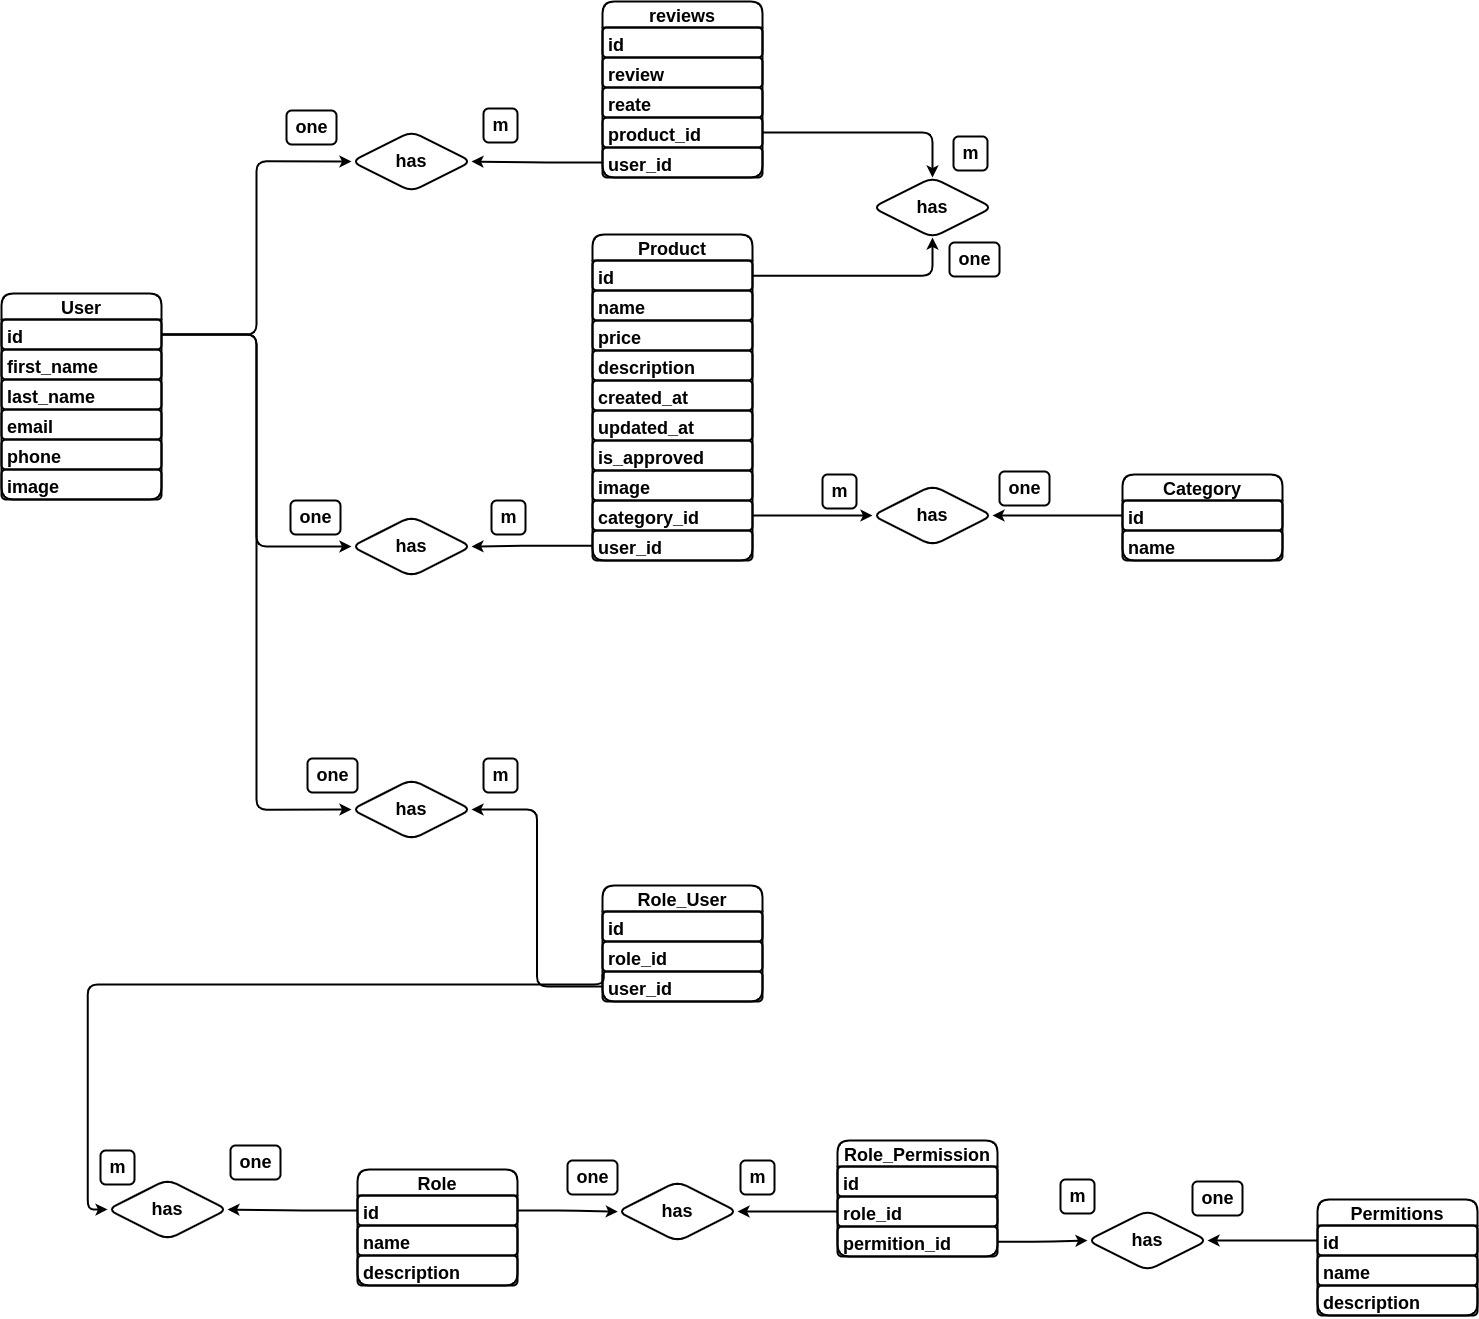 reviews
id
review
reate
product_id
user_id
one
has
m
m
has
one
Product
id
name
price
description
created_at
updated_at
is_approved
image
category_id
user_id
User
id
first_name
last_name
email
phone
image
one
has
m
m
has
one
Category
id
name
one
has
m
Role_User
id
role_id
user_id
m
has
one
Role
id
name
description
one
has
m
Role_Permission
id
role_id
permition_id
m
has
one
Permitions
id
name
description